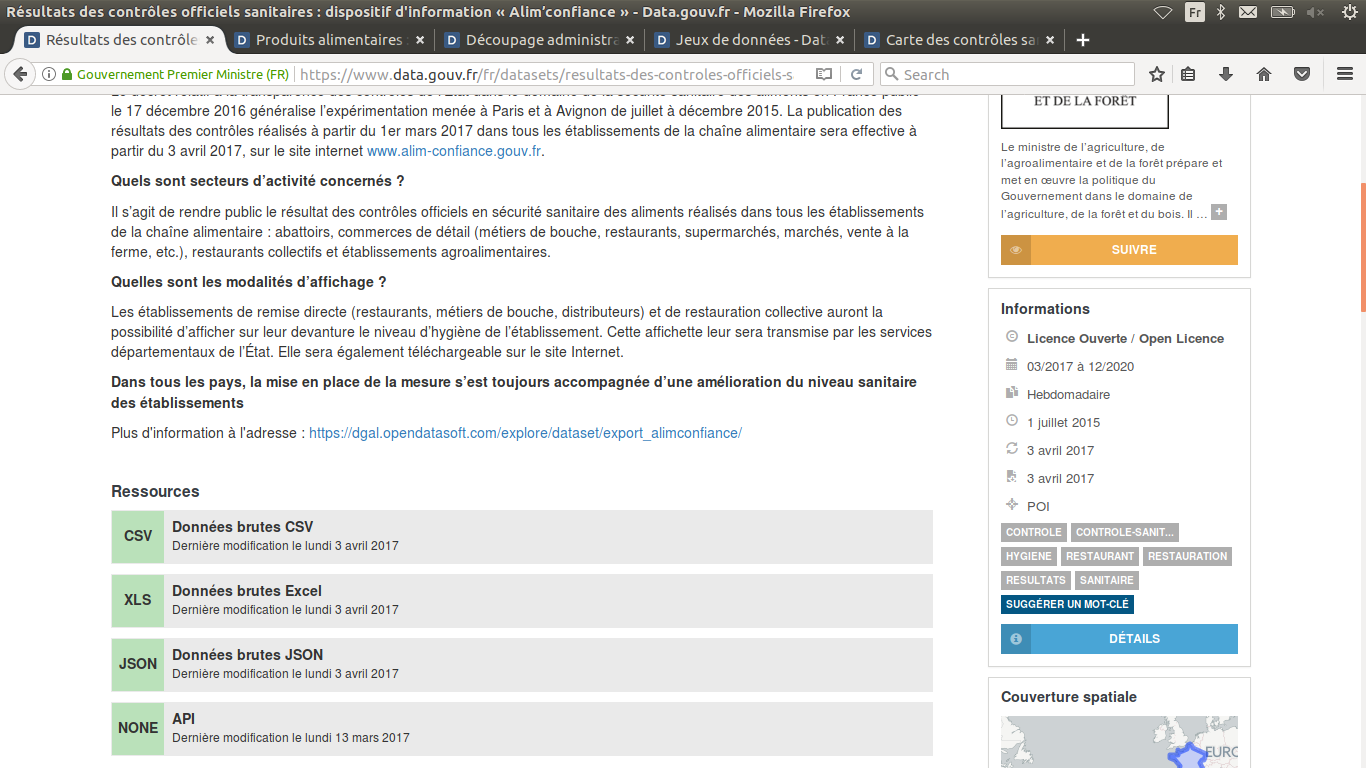 Résultats des contrôles officiels sanitaires : dispositif d'information « Alim'confiance » - Data.gouv.fr - Mozilla Firefox
Fr
Résultats des contrôle
Produits alimentaires
Découpage administra
Jeux de données - Dat
Carte des contrôles sa
Gouvernement Premier Ministre (FR)
https://www.data.gouv.fr/fr/datasets/resultats-des-controles-officiels-s
Search
le 17 décembre 2016 généralise l'expérimentation menée à Paris et à Avignon de juillet à décembre 2015. La publication des
résultats des contrôles réalisés à partir du 1er mars 2017 dans tous les établissements de la chaîne alimentaire sera effective à
partir du 3 avril 2017, sur le site internet www.alim-confiance.gouv.fr.
Quels sont secteurs d'activité concernés ?
Il s'agit de rendre public le résultat des contrôles officiels en sécurité sanitaire des aliments réalisés dans tous les établissements
de la chaîne alimentaire : abattoirs, commerces de détail (métiers de bouche, restaurants, supermarchés, marchés, vente à la
ferme, etc.), restaurants collectifs et établissements agroalimentaires.
Quelles sont les modalités d'affichage ?
Les établissements de remise directe (restaurants, métiers de bouche, distributeurs) et de restauration collective auront la
possibilité d'afficher sur leur devanture le niveau d'hygiène de l'établissement. Cette affichette leur sera transmise par les services
départementaux de l'État. Elle sera également téléchargeable sur le site Internet.
Dans tous les pays, la mise en place de la mesure s'est toujours accompagnée d'une amélioration du niveau sanitaire
des établissements
Plus d'information à l'adresse : https://dgal.opendatasoft.com/explore/dataset/export_alimconfiance/
Ressources
CSV
Données brutes CSV
Dernière modification le lundi 3 avril 2017
XLS
Données brutes Excel
Dernière modification le lundi 3 avril 2017
JSON
Données brutes JSON
Dernière modification le lundi 3 avril 2017
NONE
API
Dernière modification le lundi 13 mars 2017
ET DE LA FORÊT
Le ministre de l'agriculture, de
l'agroalimentaire et de la forêt prépare et
met en œuvre la politique du
Gouvernement dans le domaine de
l'agriculture, de la forêt et du bois. Il ... +
SUIVRE
Informations
Licence Ouverte / Open Licence
03/2017 à 12/2020
Hebdomadaire
1 juillet 2015
3 avril 2017
3 avril 2017
POI
CONTROLE CONTROLE-SANIT...
HYGIENE RESTAURANT RESTAURATION
RESULTATS SANITAIRE
SUGGÉRER UN MOT-CLÉ
DÉTAILS
Couverture spatiale
EURO